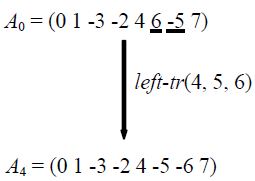 A₀ = (0 1 -3 -2 4 6 -5 7)
left-tr(4, 5, 6)
A₄ = (0 1 -3 -2 4 -5 -6 7)